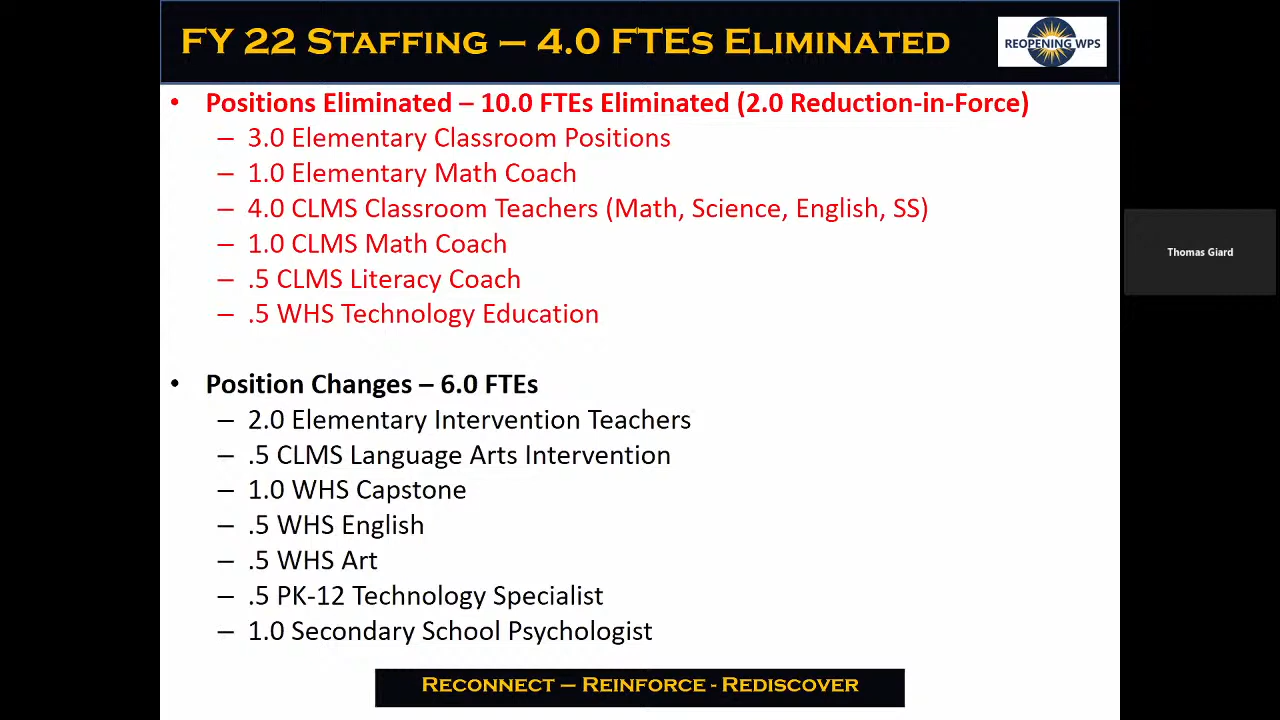 FY 22 STAFFING – 4.0 FTES ELIMINATED
REOPENING WPS
• Positions Eliminated – 10.0 FTEs Eliminated (2.0 Reduction-in-Force)
– 3.0 Elementary Classroom Positions
– 1.0 Elementary Math Coach
– 4.0 CLMS Classroom Teachers (Math, Science, English, SS)
– 1.0 CLMS Math Coach
– .5 CLMS Literacy Coach
– .5 WHS Technology Education
Thomas Giard
• Position Changes – 6.0 FTEs
– 2.0 Elementary Intervention Teachers
– .5 CLMS Language Arts Intervention
– 1.0 WHS Capstone
– .5 WHS English
– .5 WHS Art
– .5 PK-12 Technology Specialist
– 1.0 Secondary School Psychologist
RECONNECT – REINFORCE - REDISCOVER